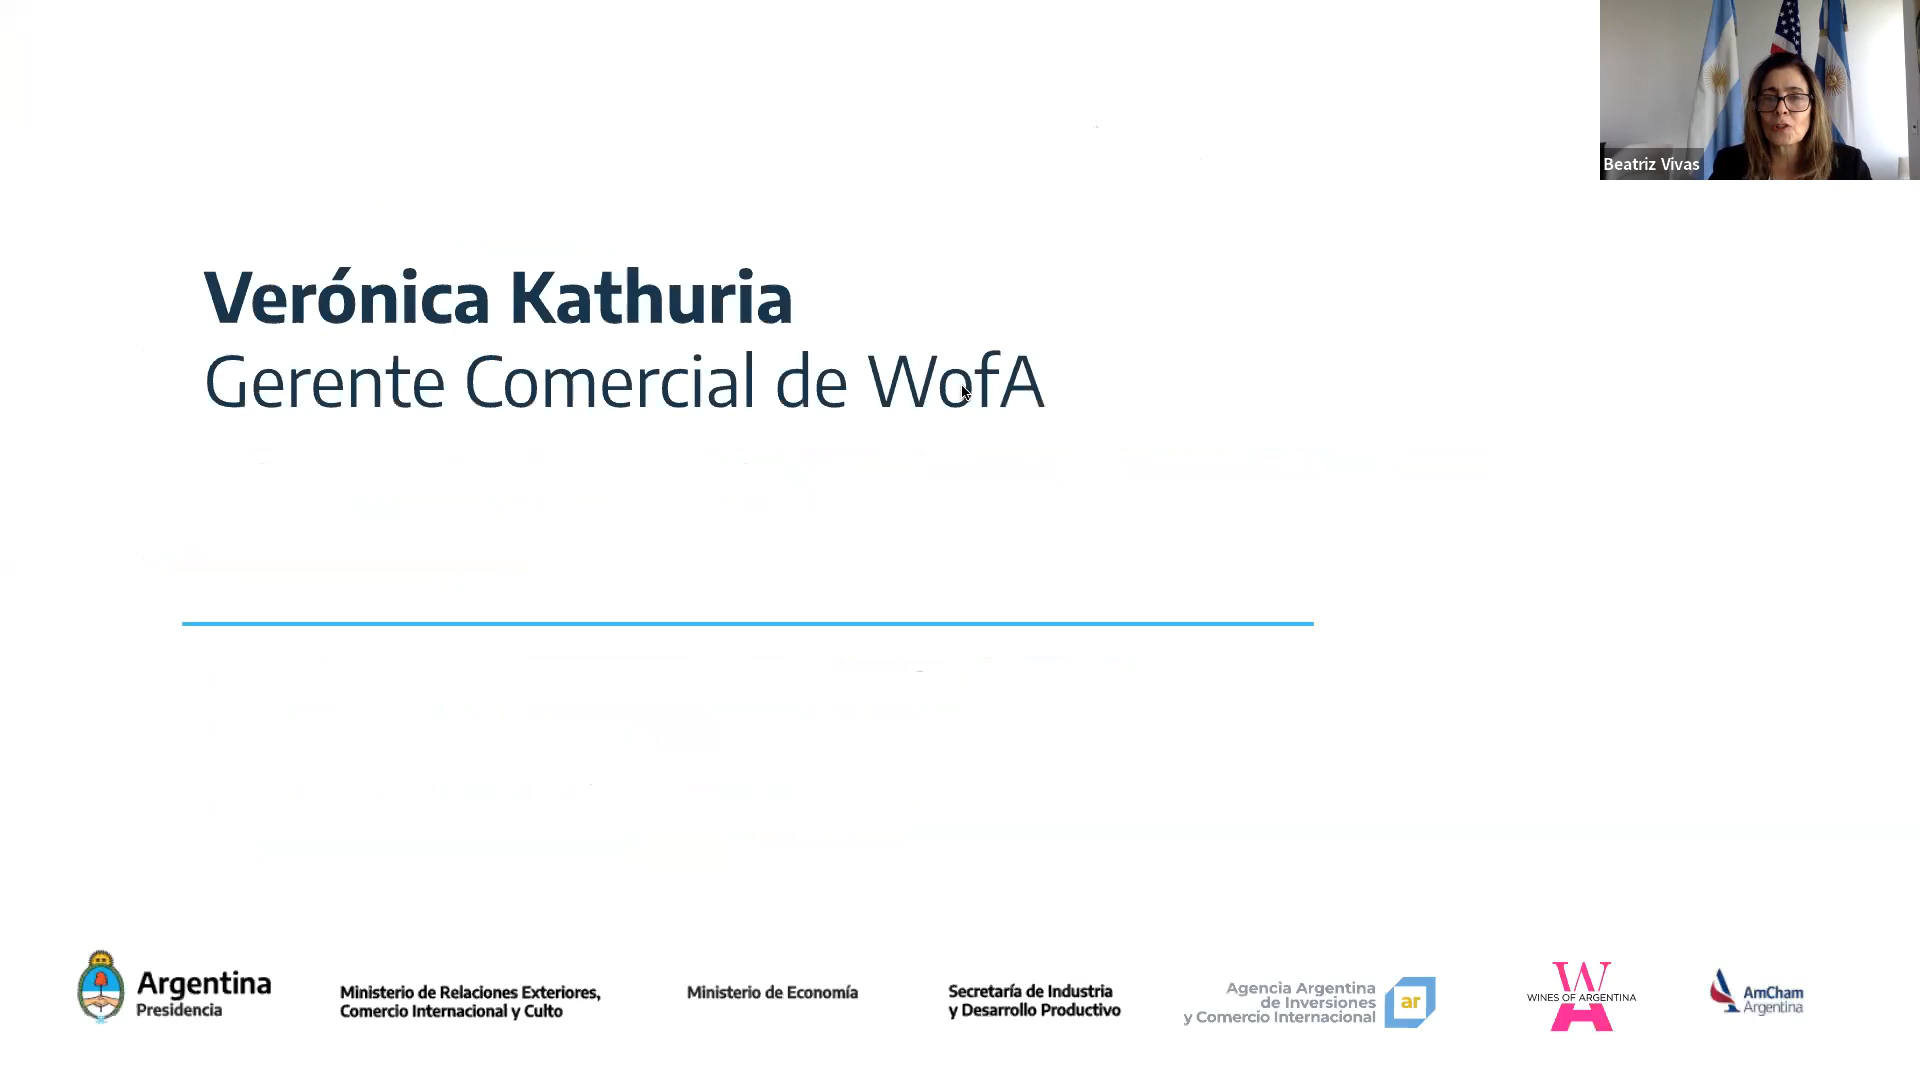 Beatriz Vivas
Verónica Kathuria
Gerente Comercial de WofA
Argentina
Presidencia
Ministerio de Relaciones Exteriores,
Comercio Internacional y Culto
Ministerio de Economía
Secretaría de Industria
y Desarrollo Productivo
Agencia Argentina
de Inversiones
y Comercio Internacional
ar
W
WINES OF ARGENTINA
A
AmCham
Argentina